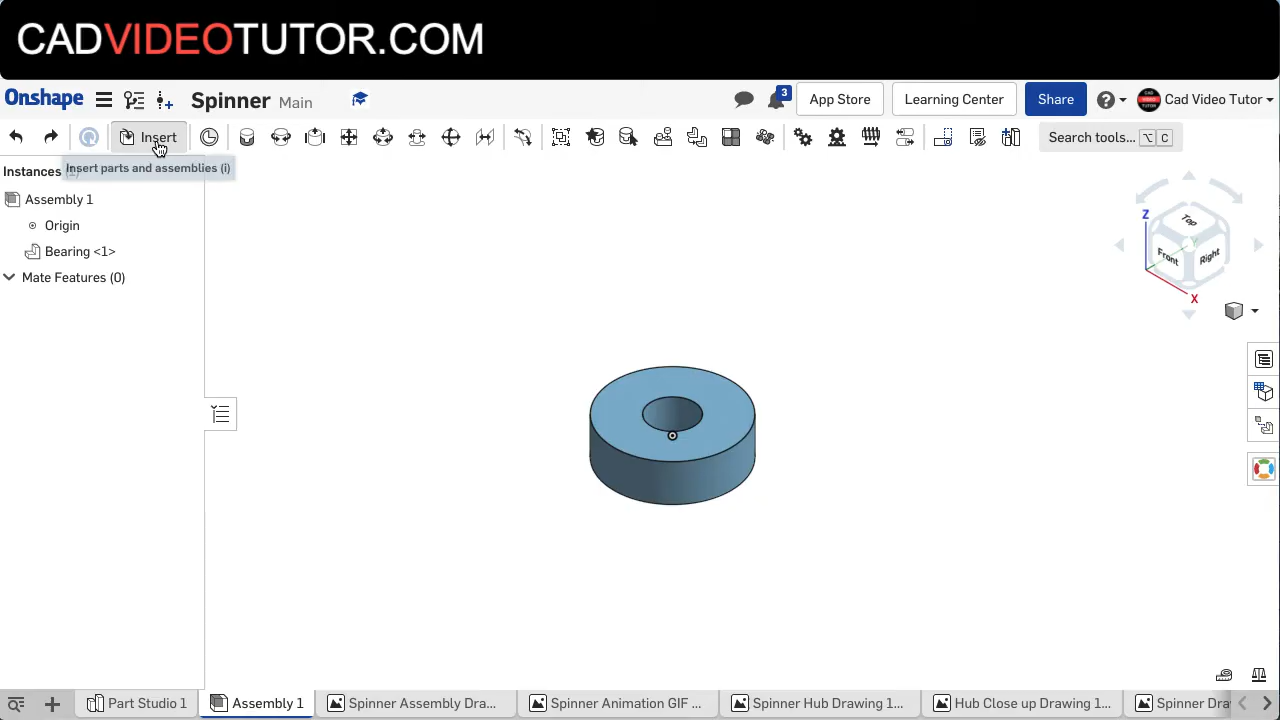 CADVIDEOTUTOR.COM
Onshape Spinner Main 3 App Store Learning Center Share Cad Video Tutor
Insert Search tools... ⌥ C
Instances
Insert parts and assemblies (i)
Assembly 1
Origin
Bearing <1>
Mate Features (0)
Top
Front
Right
Z
Y
X
Part Studio 1 Assembly 1 Spinner Assembly Dra... Spinner Animation GIF ... Spinner Hub Drawing 1... Hub Close up Drawing 1... Spinner Dra